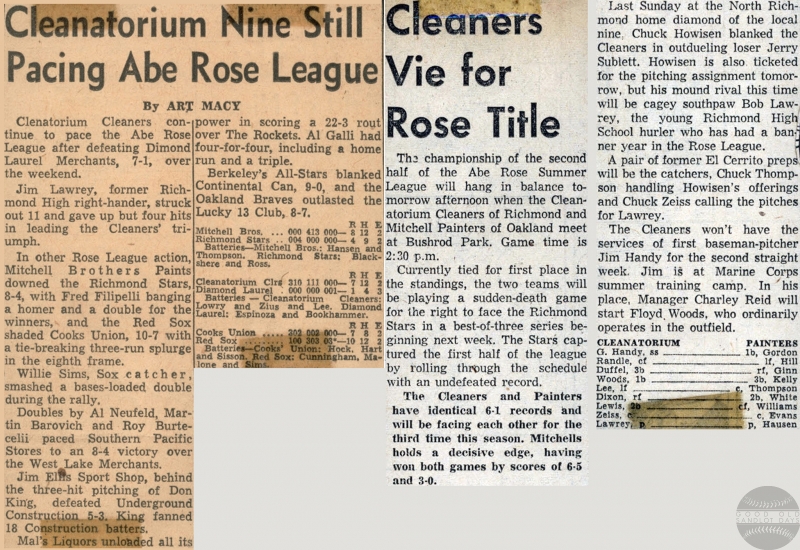 Cleanatorium Nine Still
Pacing Abe Rose League
By ART MACY
Clenatorium Cleaners con-
tinue to pace the Abe Rose
League after defeating Dimond
Laurel Merchants, 7-1, over
the weekend.
Jim Lawrey, former Rich-
mond High right-hander, struck
out 11 and gave up but four hits
in leading the Cleaners' tri-
umph.
In other Rose League action,
Mitchell Brothers Paints
downed the Richmond Stars,
8-4, with Fred Filipelli banging
a homer and a double for the
winners, and the Red Sox
shaded Cooks Union, 10-7 with
a tie-breaking three-run splurge
in the eighth frame.
Willie Sims, Sox catcher,
smashed a bases-loaded double
during the rally.
Doubles by Al Neufeld, Mar-
tin Barovich and Roy Burte-
celii paced Southern Pacific
Stores to an 8-4 victory over
the West Lake Merchants.
Jim Ellis Sport Shop, behind
the three-hit pitching of Don
King, defeated Underground
Construction 5-3. King fanned
18 Construction batters.
Mal's Liquors unloaded all its
power in scoring a 22-3 rout
over The Rockets. Al Galli had
four-for-four, including a home
run and a triple.
Berkeley's All-Stars blanked
Continental Can, 9-0, and the
Oakland Braves outlasted the
Lucky 13 Club, 8-7.
R H E
Mitchell Bros. ... 000 413 000— 8 12 2
Richmond Stars .. 004 000 000— 4 9 2
Batteries—Mitchell Bros.: Hansen and
Thompson. Richmond Stars: Black-
shere and Ross.
R H E
Cleanatorium Clrs 310 111 000— 7 12 2
Diamond Laurel . 000 000 001— 1 4 3
Batteries — Cleanatorium Cleaners:
Lowry and Zius and Lee. Diamond
Laurel: Espinoza and Bookhammer.
R H E
Cooks Union .... 202 002 000— 7 8 2
Red Sox
Batteries—Cooks' Union: Hoek, Hart
and Sisson. Red Sox: Cunningham, Ma-
lone and Sims.
Cleaners
Vie for
Rose Title
The championship of the second
half of the Abe Rose Summer
League will hang in balance to-
morrow afternoon when the Clean-
atorium Cleaners of Richmond and
Mitchell Painters of Oakland meet
at Bushrod Park. Game time is
2:30 p.m.
Currently tied for first place in
the standings, the two teams will
be playing a sudden-death game
for the right to face the Richmond
Stars in a best-of-three series be-
ginning next week. The Stars cap-
tured the first half of the league
by rolling through the schedule
with an undefeated record.
The Cleaners and Painters
have identical 6-1 records and
will be facing each other for the
third time this season. Mitchells
holds a decisive edge, having
won both games by scores of 6-5
and 3-0.
Last Sunday at the North Rich-
mond home diamond of the local
nine, Chuck Howisen blanked the
Cleaners in outdueling loser Jerry
Sublett. Howisen is also ticketed
for the pitching assignment tomor-
row, but his mound rival this time
will be cagey southpaw Bob Law-
rey, the young Richmond High
School hurler who has had a ban-
ner year in the Rose League.
A pair of former El Cerrito preps
will be the catchers, Chuck Thomp-
son handling Howisen's offerings
and Chuck Zeiss calling the pitches
for Lawrey.
The Cleaners won't have the
services of first baseman-pitcher
Jim Handy for the second straight
week. Jim is at Marine Corps
summer training camp. In his
place, Manager Charley Reid will
start Floyd Woods, who ordinarily
operates in the outfield.
CLEANATORIUM PAINTERS
G. Handy, ss 1b, Gordon
Randle, cf lf, Hill
Duffel, 3b rf, Ginn
Woods, 1b 3b, Kelly
Lee, lf c, Thompson
Dixon, rf 2b, White
Lewis, 2b cf, Williams
Zeiss, c c, Evans
Lawrey, p p, Hausen
GOOD OLD
SANDLOT DAYS